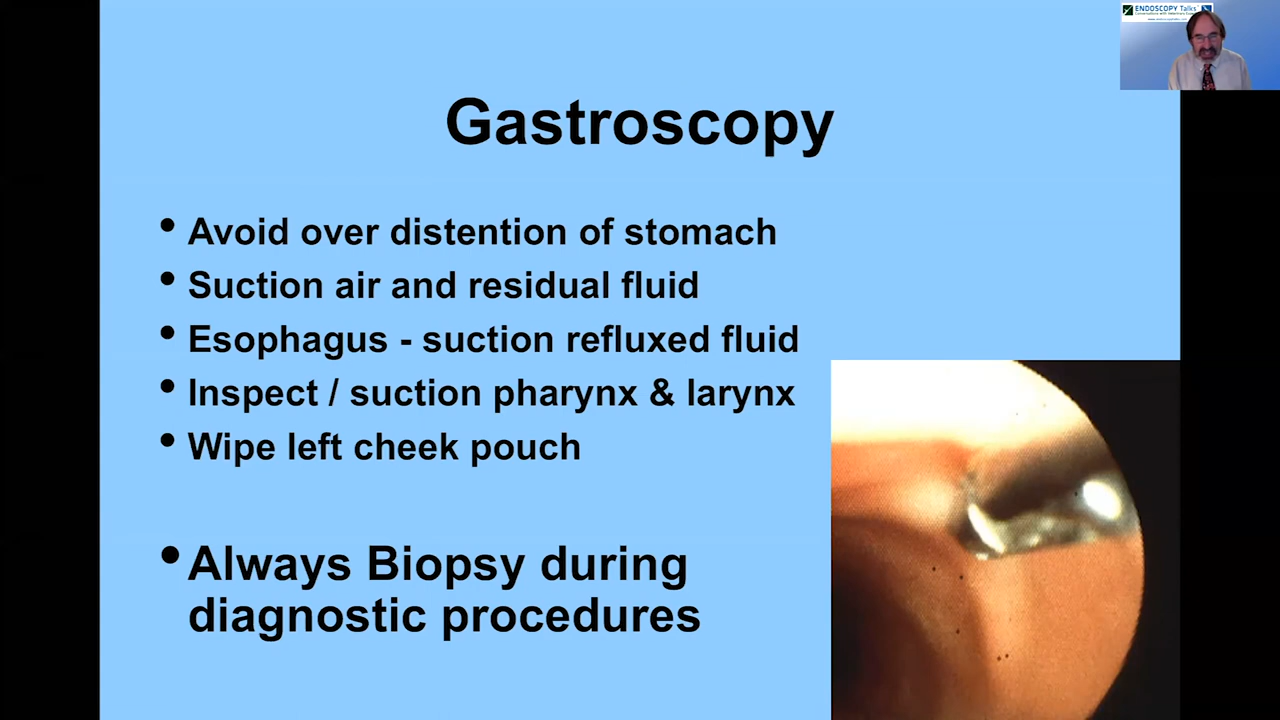 ENDOSCOPY Talks
Gastroscopy
• Avoid over distention of stomach
• Suction air and residual fluid
• Esophagus - suction refluxed fluid
• Inspect / suction pharynx & larynx
• Wipe left cheek pouch
• Always Biopsy during
diagnostic procedures